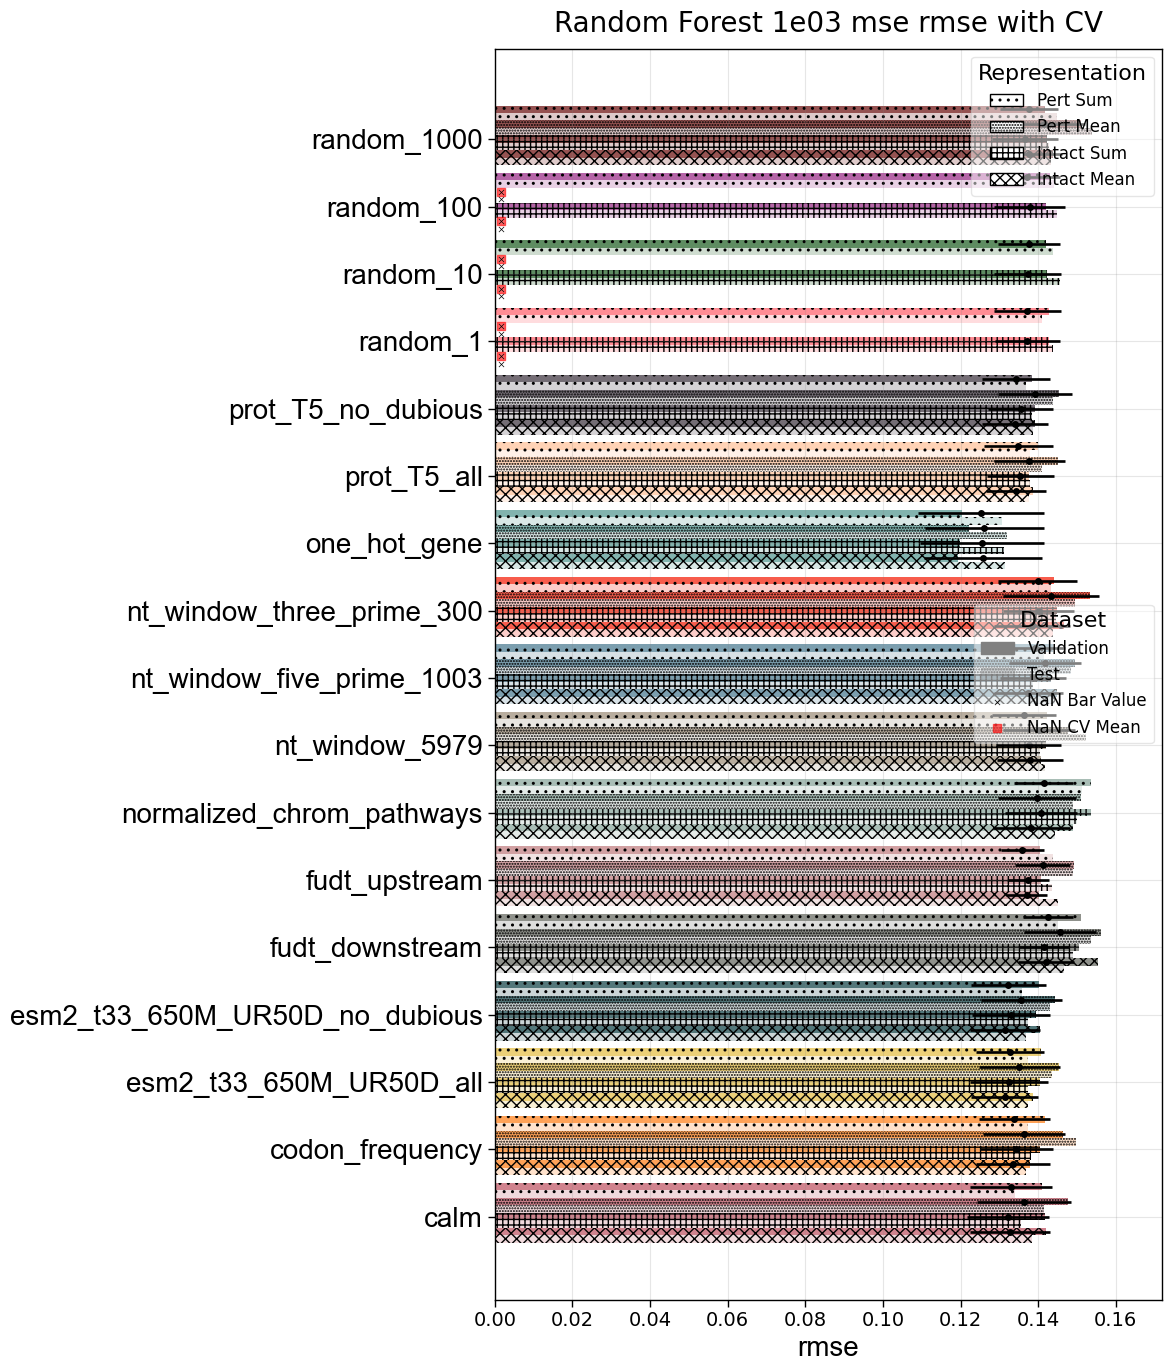 Random Forest 1e03 mse rmse with CV
Representation
Pert Sum
Pert Mean
Intact Sum
Intact Mean
random_1000
random_100
random_10
random_1
prot_T5_no_dubious
prot_T5_all
one_hot_gene
nt_window_three_prime_300
Dataset
Validation
Test
NaN Bar Value
NaN CV Mean
nt_window_five_prime_1003
nt_window_5979
normalized_chrom_pathways
fudt_upstream
fudt_downstream
esm2_t33_650M_UR50D_no_dubious
esm2_t33_650M_UR50D_all
codon_frequency
calm
0.00 0.02 0.04 0.06 0.08 0.10 0.12 0.14 0.16
rmse